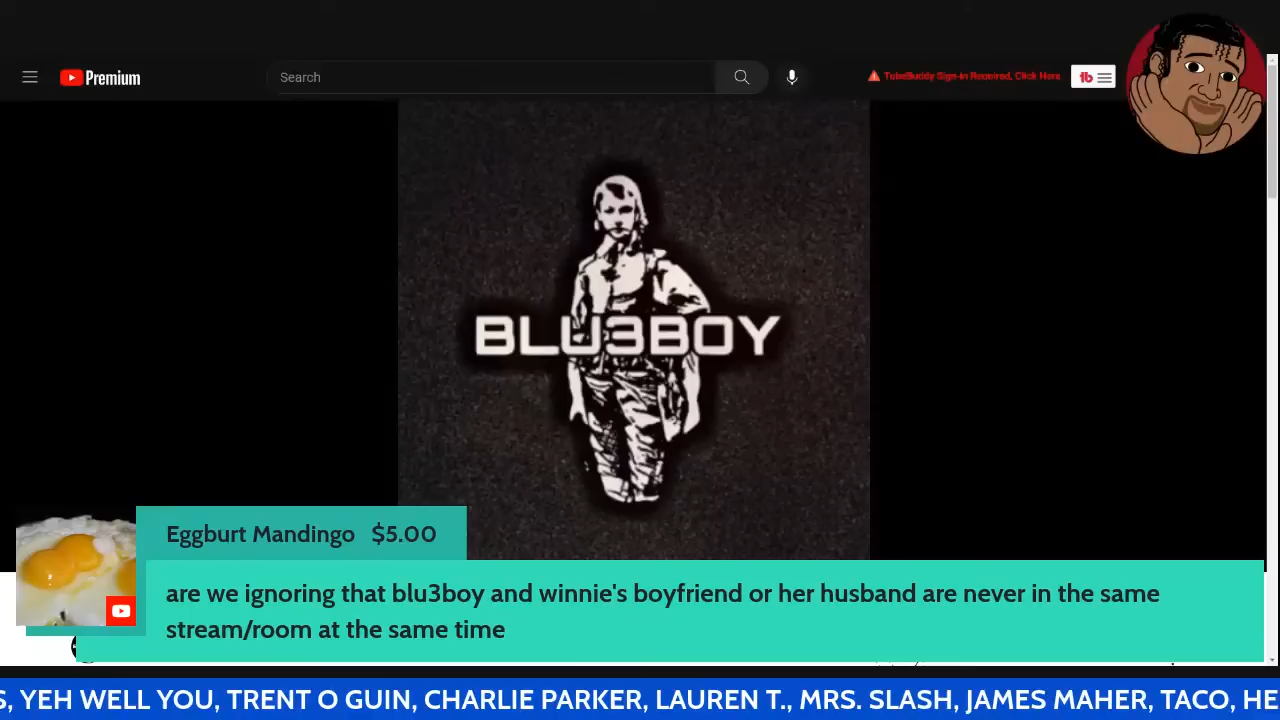 Premium
Search
TubeBuddy Sign-in Required, Click Here
tb
BLU3BOY
Eggburt Mandingo $5.00
are we ignoring that blu3boy and winnie's boyfriend or her husband are never in the same
stream/room at the same time
S, YEH WELL YOU, TRENT O GUIN, CHARLIE PARKER, LAUREN T., MRS. SLASH, JAMES MAHER, TACO, HE